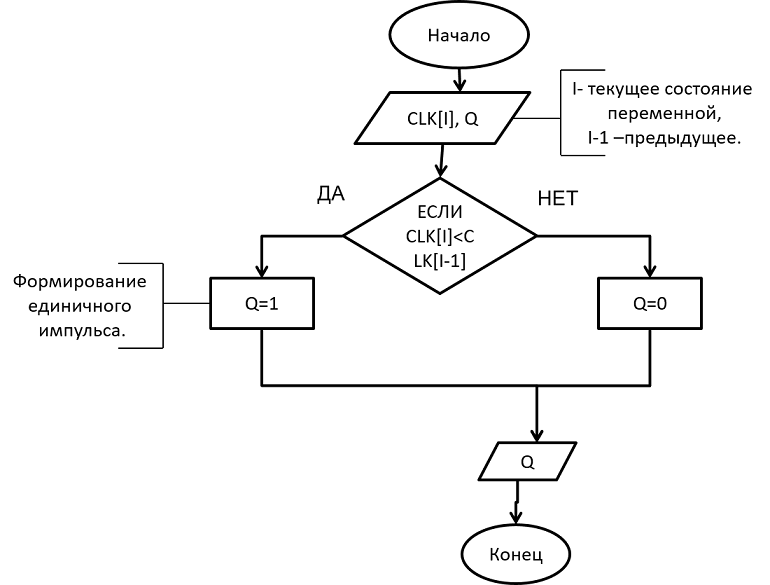 Начало
CLK[I], Q
I- текущее состояние
переменной,
I-1 –предыдущее.
ДА
НЕТ
ЕСЛИ
CLK[I]<C
LK[I-1]
Формирование
единичного
импульса.
Q=1
Q=0
Q
Конец